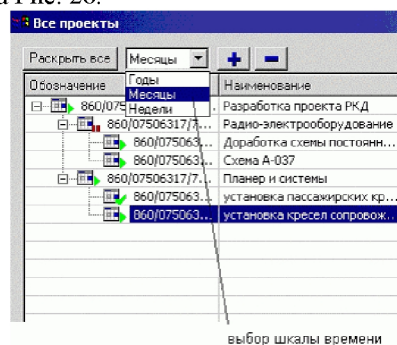 Рис. 28.
Все проекты
Раскрыть все Месяцы
Годы
Месяцы
Недели
Обозначение Наименование
860/075 . Разработка проекта РКД
860/07506317/7... Радио-электрооборудование
860/075063... Доработка схемы постоянн...
860/075063... Схема А-037
860/07506317/7... Планер и системы
860/075063... установка пассажирских кр...
860/075063... установка кресел сопровож...
выбор шкалы времени